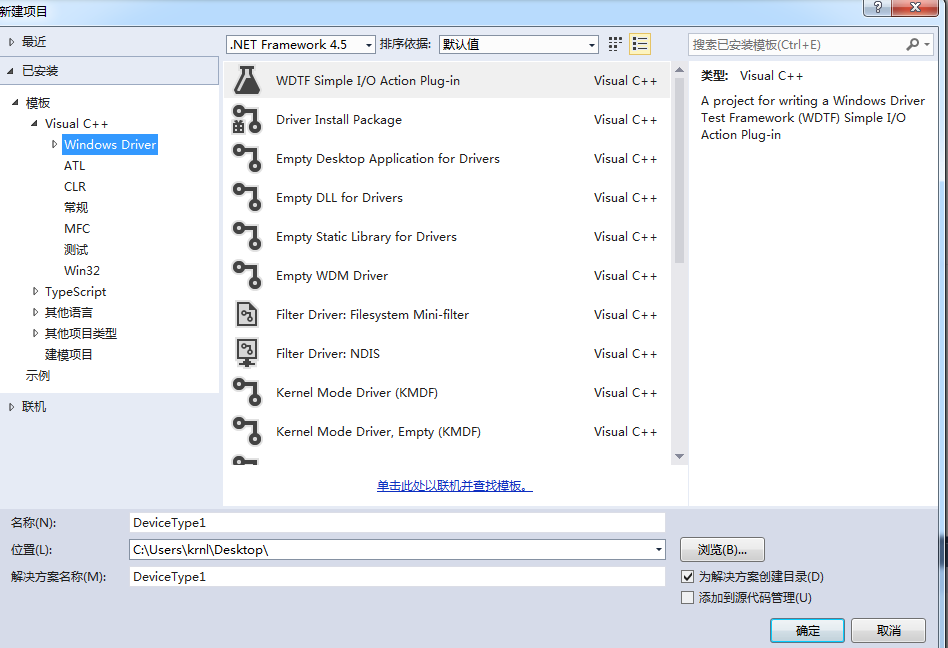 新建项目
最近
.NET Framework 4.5
排序依据:
默认值
搜索已安装模板(Ctrl+E)
已安装
模板
Visual C++
Windows Driver
ATL
CLR
常规
MFC
测试
Win32
TypeScript
其他语言
其他项目类型
建模项目
示例
联机
WDTF Simple I/O Action Plug-in Visual C++
Driver Install Package Visual C++
Empty Desktop Application for Drivers Visual C++
Empty DLL for Drivers Visual C++
Empty Static Library for Drivers Visual C++
Empty WDM Driver Visual C++
Filter Driver: Filesystem Mini-filter Visual C++
Filter Driver: NDIS Visual C++
Kernel Mode Driver (KMDF) Visual C++
Kernel Mode Driver, Empty (KMDF) Visual C++
单击此处以联机并查找模板。
类型: Visual C++
A project for writing a Windows Driver
Test Framework (WDTF) Simple I/O
Action Plug-in
名称(N): DeviceType1
位置(L): C:\Users\krnl\Desktop\
浏览(B)...
解决方案名称(M): DeviceType1
为解决方案创建目录(D)
添加到源代码管理(U)
确定
取消